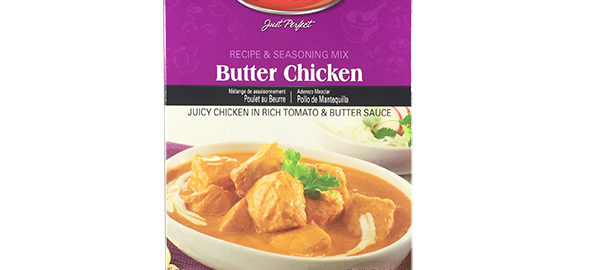 Just Perfect
RECIPE & SEASONING MIX
Butter Chicken
Mélange de assaisonnement
Poulet au Beurre
Aderezo Mezclar
Pollo de Mantequilla
JUICY CHICKEN IN RICH TOMATO & BUTTER SAUCE